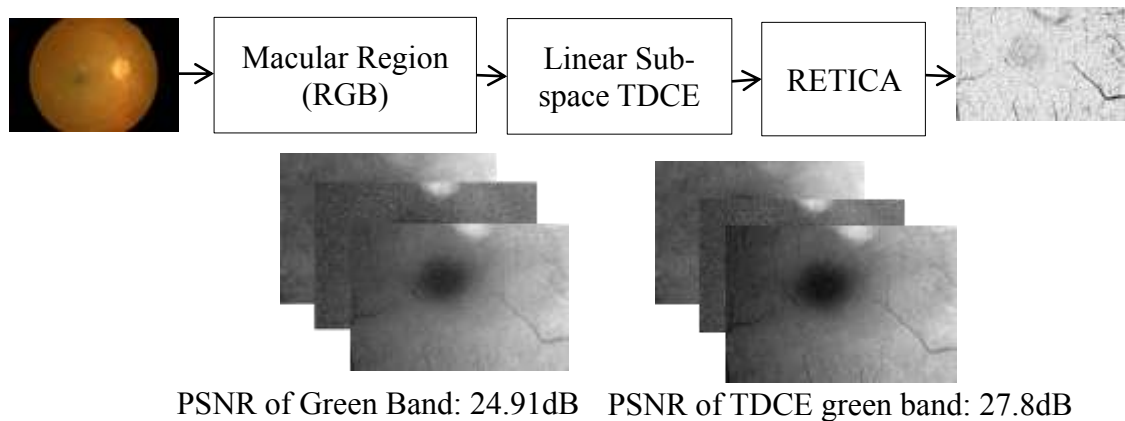 Macular Region
(RGB)
Linear Sub-
space TDCE
RETICA
PSNR of Green Band: 24.91dB
PSNR of TDCE green band: 27.8dB